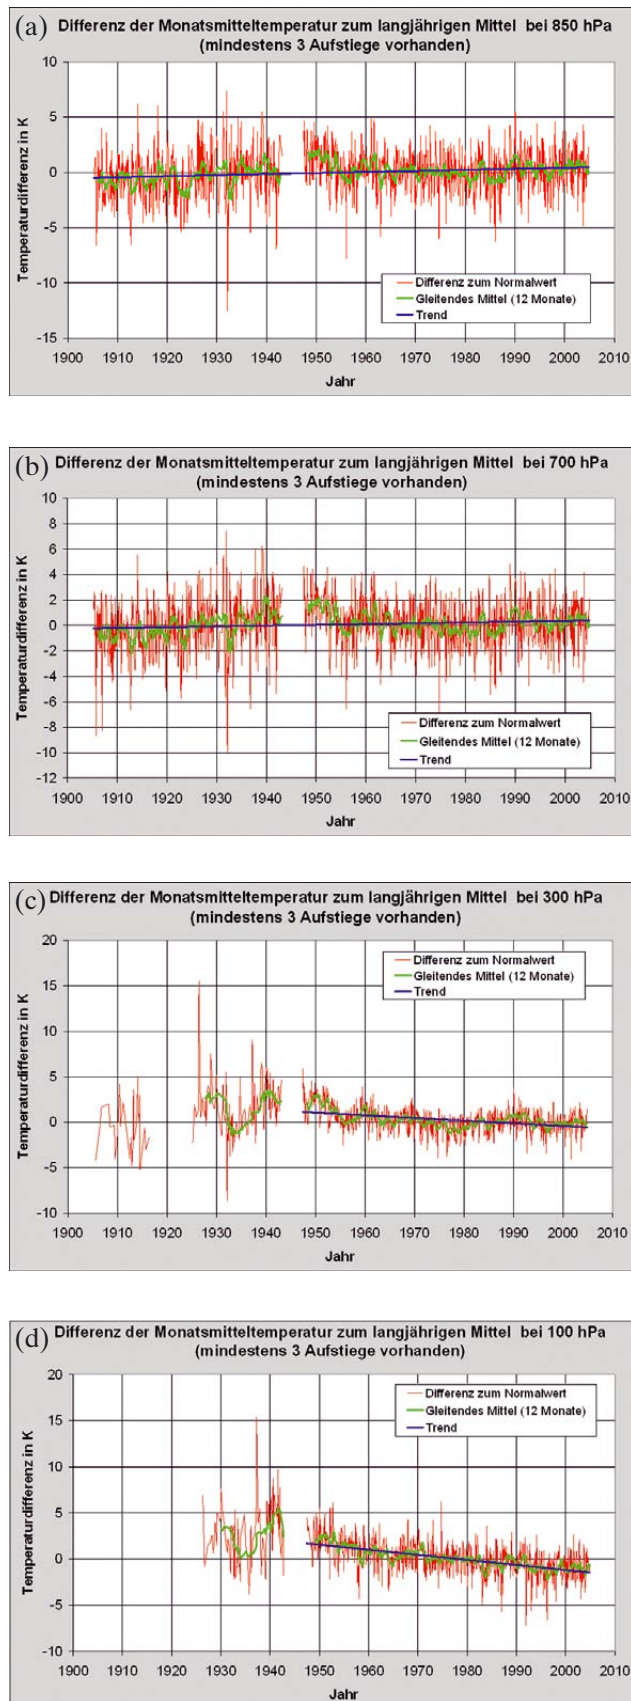 (a) Differenz der Monatsmitteltemperatur zum langjährigen Mittel bei 850 hPa
(mindestens 3 Aufstiege vorhanden)
Temperaturdifferenz in K
10
5
0
-5
-10
-15
Differenz zum Normalwert
Gleitendes Mittel (12 Monate)
Trend
1900 1910 1920 1930 1940 1950 1960 1970 1980 1990 2000 2010
Jahr
(b) Differenz der Monatsmitteltemperatur zum langjährigen Mittel bei 700 hPa
(mindestens 3 Aufstiege vorhanden)
Temperaturdifferenz in K
10
8
6
4
2
0
-2
-4
-6
-8
-10
-12
Differenz zum Normalwert
Gleitendes Mittel (12 Monate)
Trend
1900 1910 1920 1930 1940 1950 1960 1970 1980 1990 2000 2010
Jahr
(c) Differenz der Monatsmitteltemperatur zum langjährigen Mittel bei 300 hPa
(mindestens 3 Aufstiege vorhanden)
Temperaturdifferenz in K
20
15
10
5
0
-5
-10
Differenz zum Normalwert
Gleitendes Mittel (12 Monate)
Trend
1900 1910 1920 1930 1940 1950 1960 1970 1980 1990 2000 2010
Jahr
(d) Differenz der Monatsmitteltemperatur zum langjährigen Mittel bei 100 hPa
(mindestens 3 Aufstiege vorhanden)
Temperaturdifferenz in K
20
15
10
5
0
-5
-10
Differenz zum Normalwert
Gleitendes Mittel (12 Monate)
Trend
1900 1910 1920 1930 1940 1950 1960 1970 1980 1990 2000 2010
Jahr